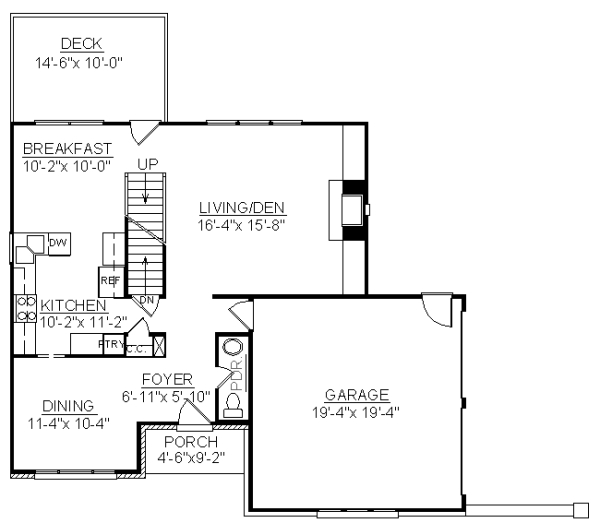 DECK
14'-6"x 10'-0"
BREAKFAST
10'-2"x 10'-0"
UP
LIVING/DEN
16'-4"x 15'-8"
DW
REF
DN
KITCHEN
10'-2"x 11'-2"
PTRY
C.C.
PDR.
FOYER
6'-11"x 5'-10"
GARAGE
19'-4"x 19'-4"
DINING
11-4"x 10-4"
PORCH
4'-6"x9'-2"